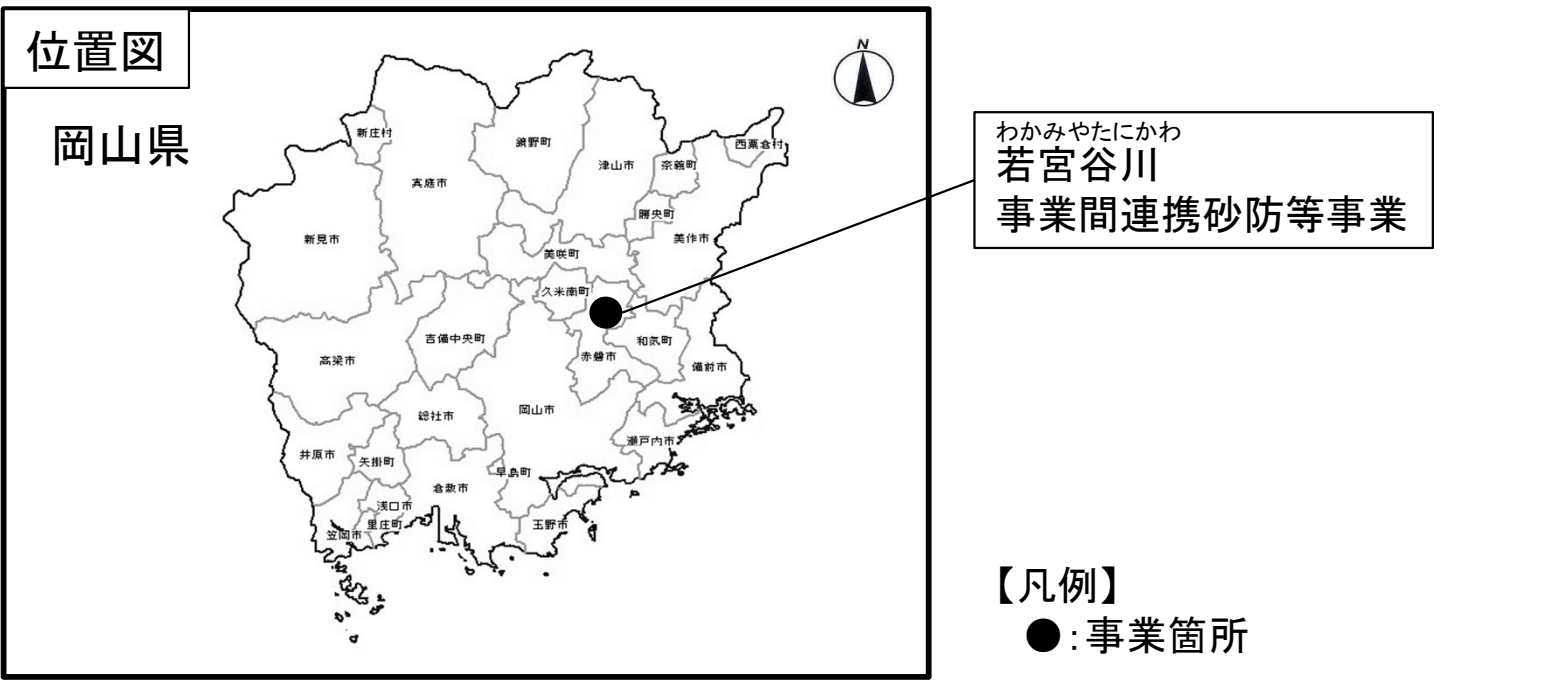 位置図
岡山県
N
新庄村
鏡野町
津山市
奈義町
西粟倉村
真庭市
勝央町
美作市
新見市
美咲町
久米南町
吉備中央町
和気町
高梁市
赤磐市
備前市
総社市
岡山市
瀬戸内市
井原市
矢掛町
早島町
倉敷市
浅口市
里庄町
笠岡市
玉野市
わかみやたにかわ
若宮谷川
事業間連携砂防等事業
【凡例】
●:事業箇所